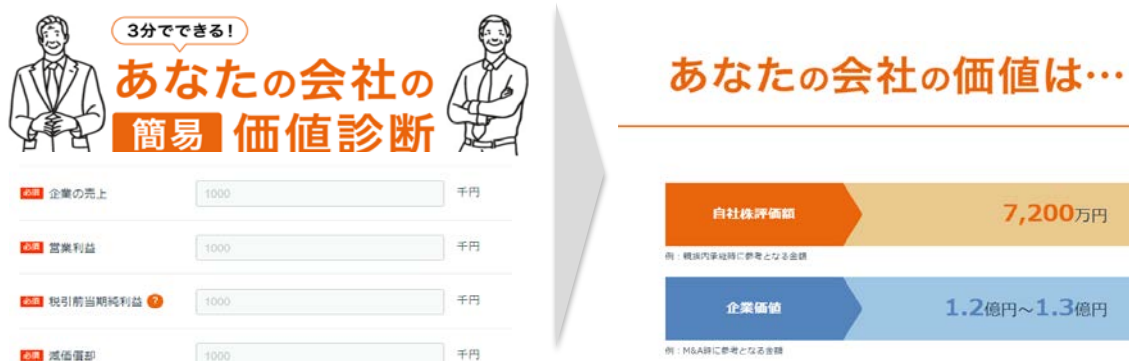 3分でできる!
あなたの会社の
簡易 価値診断
必須 企業の売上 1000 千円
必須 営業利益 1000 千円
必須 税引前当期純利益 ? 1000 千円
必須 減価償却 1000 千円
あなたの会社の価値は…
自社株評価額 7,200万円
例：親族内承継時に参考となる金額
企業価値 1.2億円～1.3億円
例：M&A時に参考となる金額